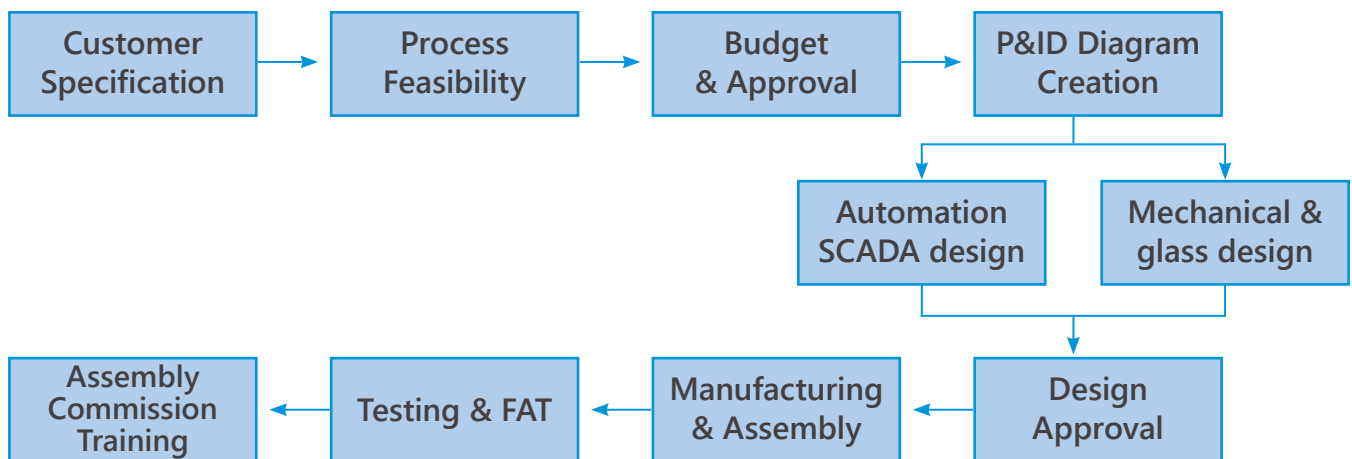 Customer
Specification
Process
Feasibility
Budget
& Approval
P&ID Diagram
Creation
Automation
SCADA design
Mechanical &
glass design
Design
Approval
Manufacturing
& Assembly
Testing & FAT
Assembly
Commission
Training